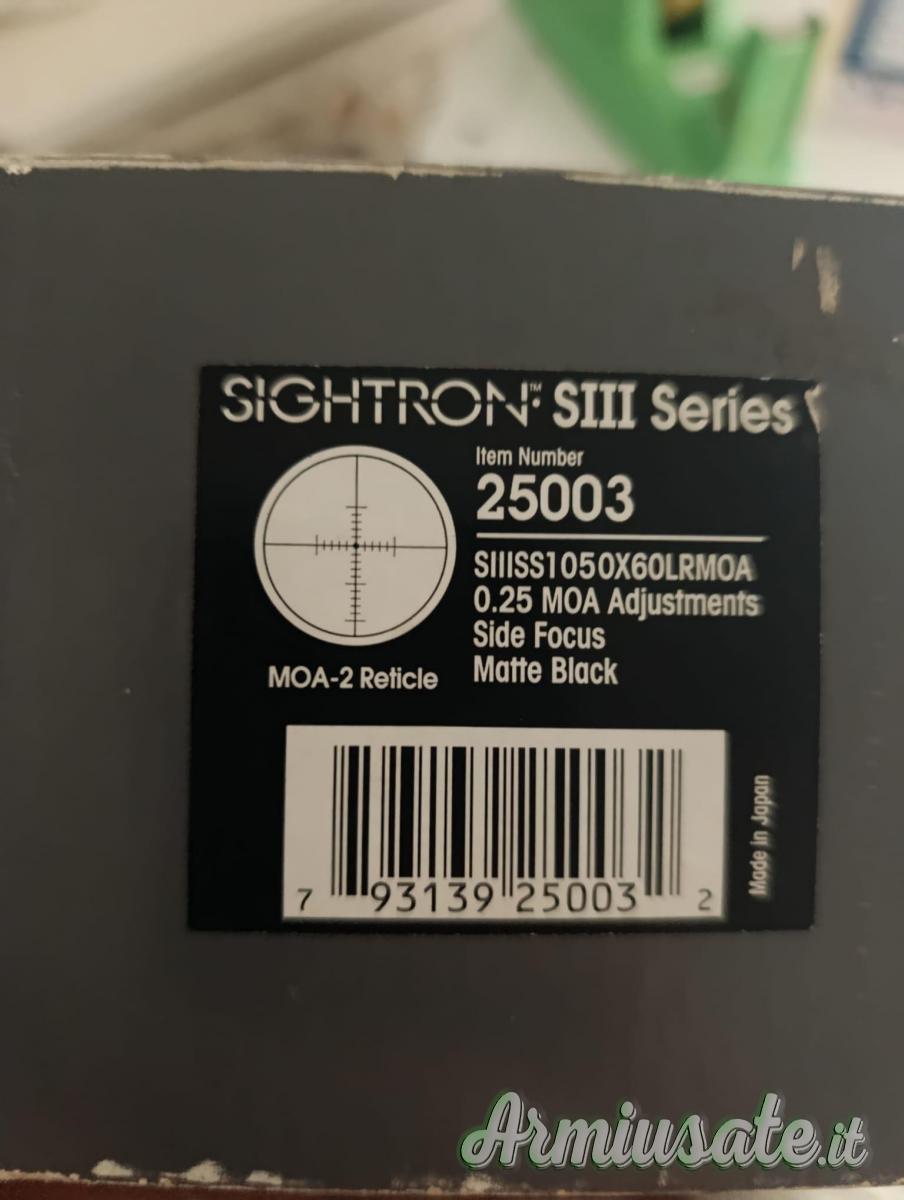 SIGHTRON™ SIII Series
Item Number
25003
SIIISS1050X60LRMOA
0.25 MOA Adjustments
Side Focus
Matte Black
MOA-2 Reticle
7 93139 25003 2
Made in Japan
Armiusate.it